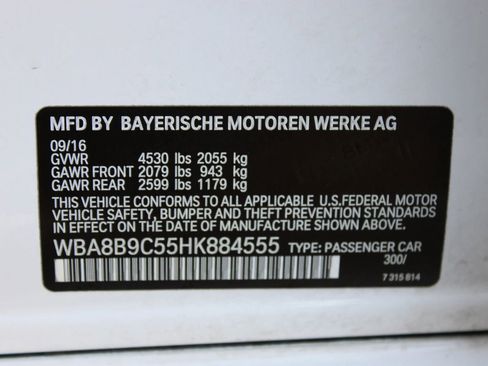 MFD BY BAYERISCHE MOTOREN WERKE AG
09/16
GVWR 4530 lbs 2055 kg
GAWR FRONT 2079 lbs 943 kg
GAWR REAR 2599 lbs 1179 kg
THIS VEHICLE CONFORMS TO ALL APPLICABLE U.S.FEDERAL MOTOR
VEHICLE SAFETY, BUMPER AND THEFT PREVENTION STANDARDS
IN EFFECT ON THE DATE OF MANUFACTURE SHOWN ABOVE.
WBA8B9C55HK884555 TYPE: PASSENGER CAR
300/
7 315 814